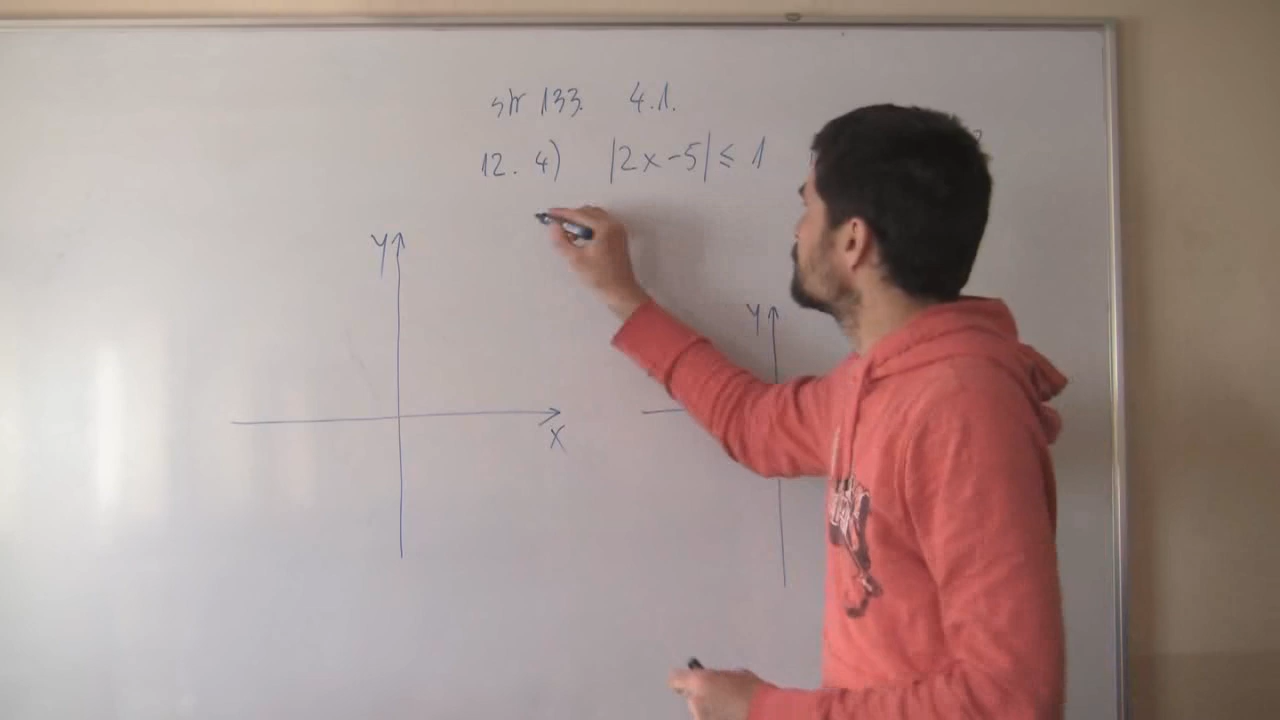 str 133. 4.1.
12. 4) |2x-5| ≤ 1
y
x
y